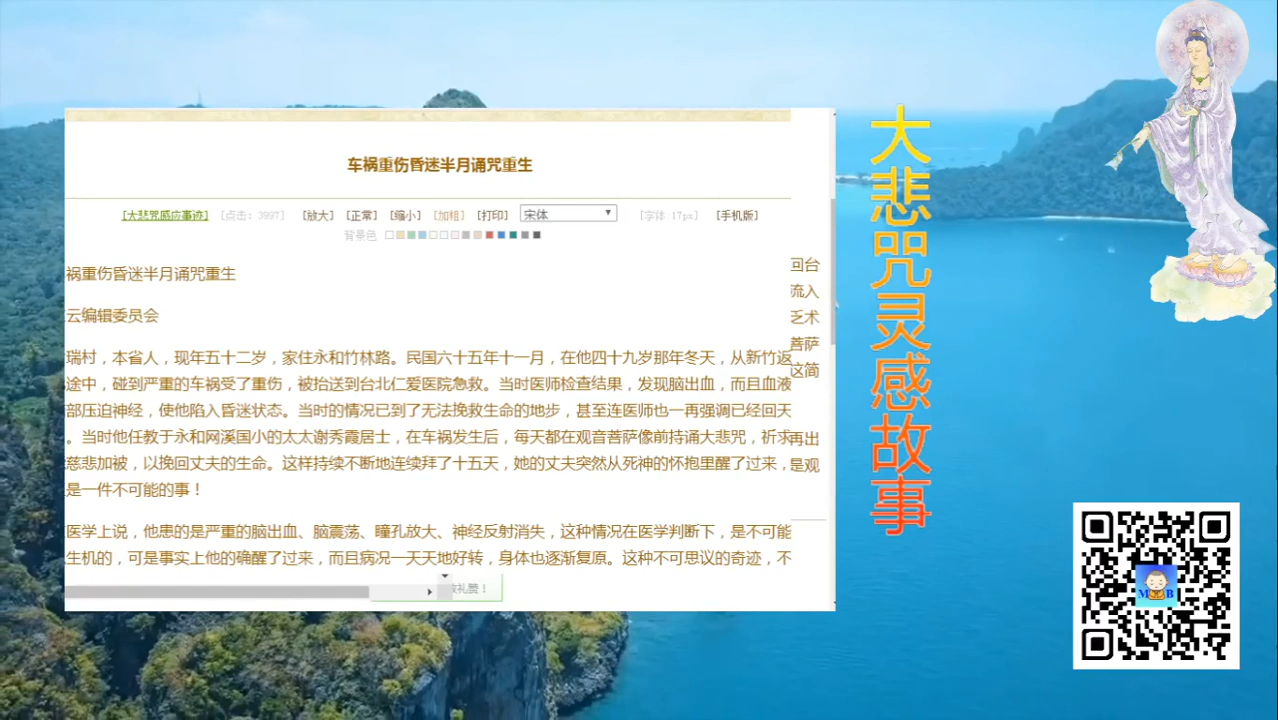 车祸重伤昏迷半月诵咒重生
[大悲咒感应事迹] [点击: 3997] [放大] [正常] [缩小] [加粗] [打印] 宋体 [字体 17px] [手机版]
背景色
祸重伤昏迷半月诵咒重生
云编辑委员会
瑞村，本省人，现年五十二岁，家住永和竹林路。民国六十五年十一月，在他四十九岁那年冬天，从新竹返
途中，碰到严重的车祸受了重伤，被抬送到台北仁爱医院急救。当时医师检查结果，发现脑出血，而且血液
部压迫神经，使他陷入昏迷状态。当时的情况已到了无法挽救生命的地步，甚至连医师也一再强调已经回天
。当时他任教于永和网溪国小的太太谢秀霞居士，在车祸发生后，每天都在观音菩萨像前持诵大悲咒，祈求
慈悲加被，以挽回丈夫的生命。这样持续不断地连续拜了十五天，她的丈夫突然从死神的怀抱里醒了过来，
是一件不可能的事！
医学上说，他患的是严重的脑出血、脑震荡、瞳孔放大、神经反射消失，这种情况在医学判断下，是不可能
生机的，可是事实上他的确醒了过来，而且病况一天天地好转，身体也逐渐复原。这种不可思议的奇迹，不
回台
流入
乏术
菩萨
这简
再出
是观
礼赞！
大悲咒灵感故事
M B